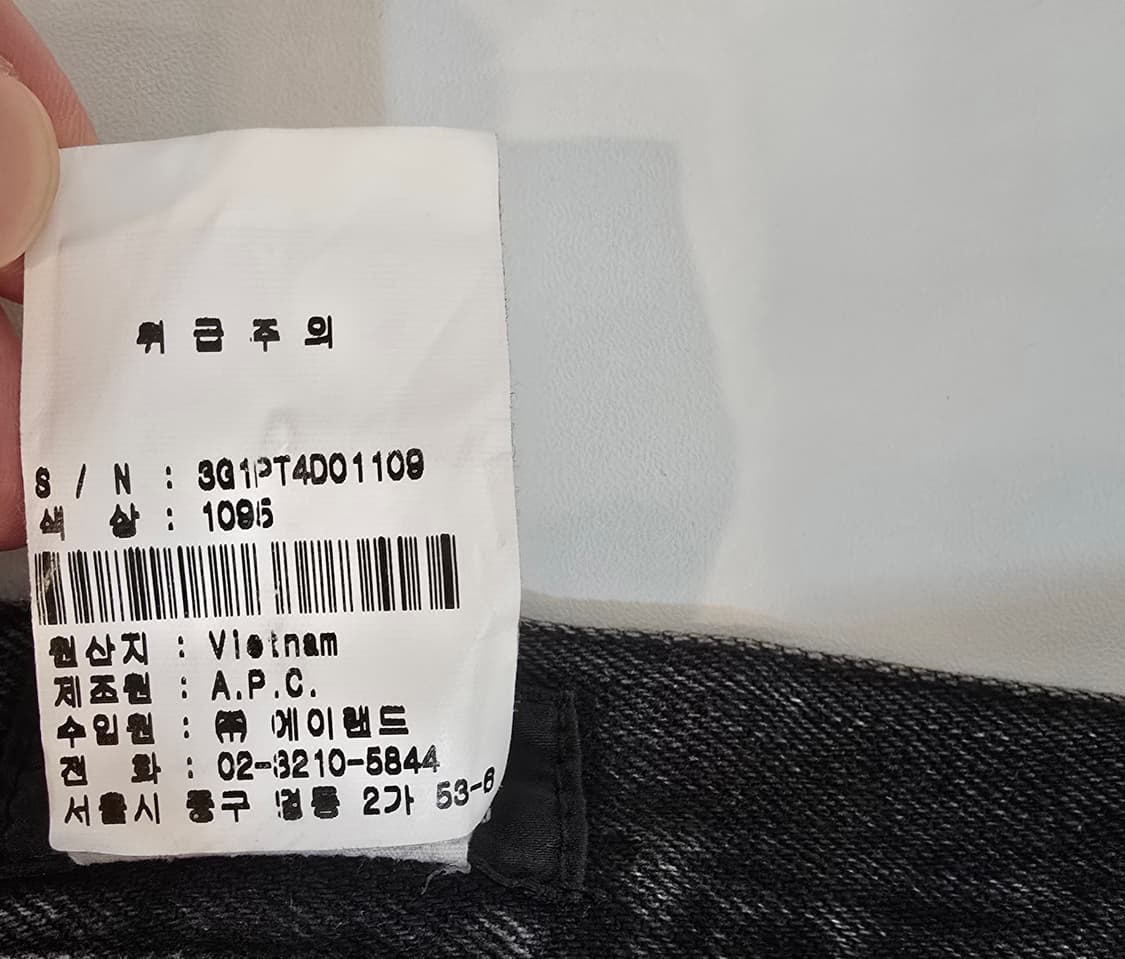 취급주의
S / N : 3G1PT4D01109
색 상 : 1095
원산지 : Vietnam
제조원 : A.P.C.
수입원 : ㈜ 에이랜드
전 화 : 02-3210-5844
서울시 중구 명동 2가 53-6